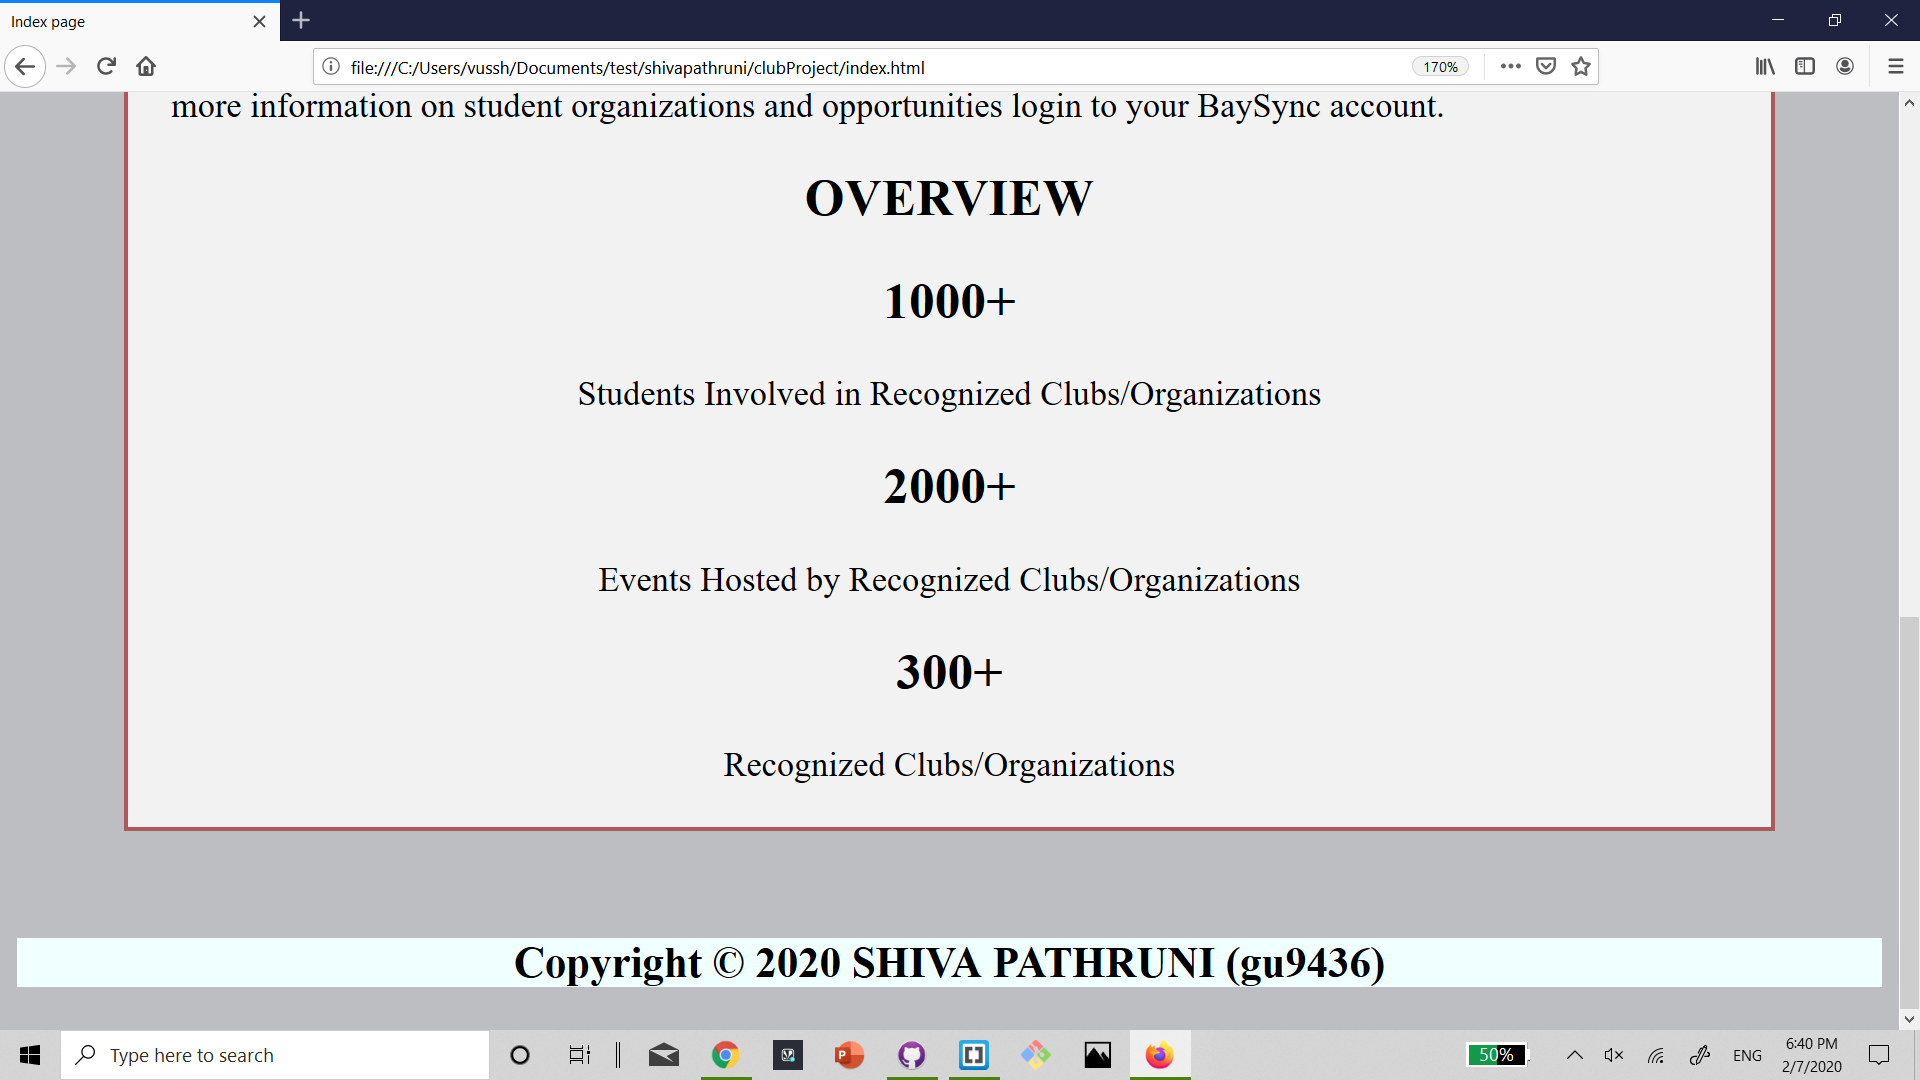 Index page
file:///C:/Users/vussh/Documents/test/shivapathruni/clubProject/index.html
170%
more information on student organizations and opportunities login to your BaySync account.
OVERVIEW
1000+
Students Involved in Recognized Clubs/Organizations
2000+
Events Hosted by Recognized Clubs/Organizations
300+
Recognized Clubs/Organizations
Copyright © 2020 SHIVA PATHRUNI (gu9436)
Type here to search
50%
ENG
6:40 PM
2/7/2020